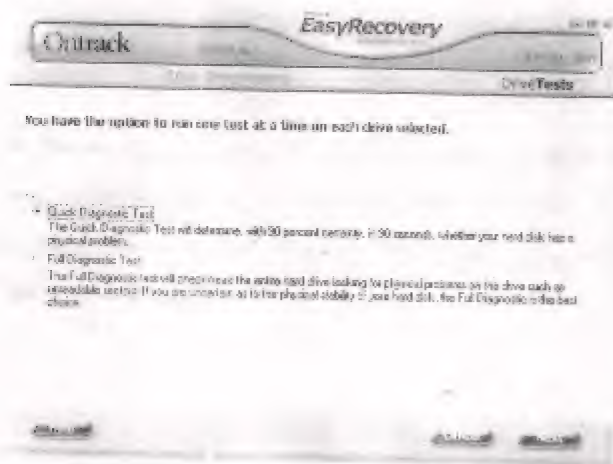 EasyRecovery
Ontrack
DriveTests
You have the option to run one test at a time on each drive selected.
Quick Diagnostic Test
The Quick Diagnostic Test will determine, with 90 percent certainty, in 90 seconds, whether your hard disk has a
physical problem.
Full Diagnostic Test
The Full Diagnostic test will check/read the entire hard drive looking for physical problems on the drive such as
unreadable sectors. If you are uncertain as to the physical stability of your hard disk, the Full Diagnostic is the best
choice.